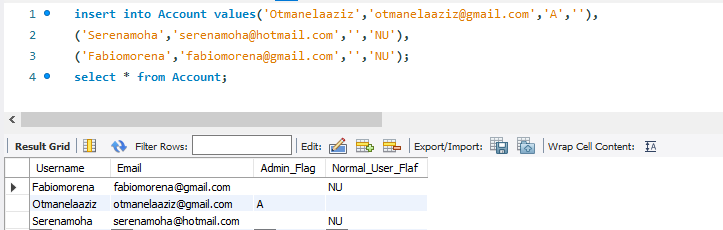 1 insert into Account values('Otmanelaaziz','otmanelaaziz@gmail.com','A',''),
2 ('Serenamoha','serenamoha@hotmail.com','','NU'),
3 ('Fabiomorena','fabiomorena@gmail.com','','NU');
4 select * from Account;
Result Grid Filter Rows: Edit: Export/Import: Wrap Cell Content: IA
Username Email Admin_Flag Normal_User_Flaf
Fabiomorena fabiomorena@gmail.com NU
Otmanelaaziz otmanelaaziz@gmail.com A
Serenamoha serenamoha@hotmail.com NU